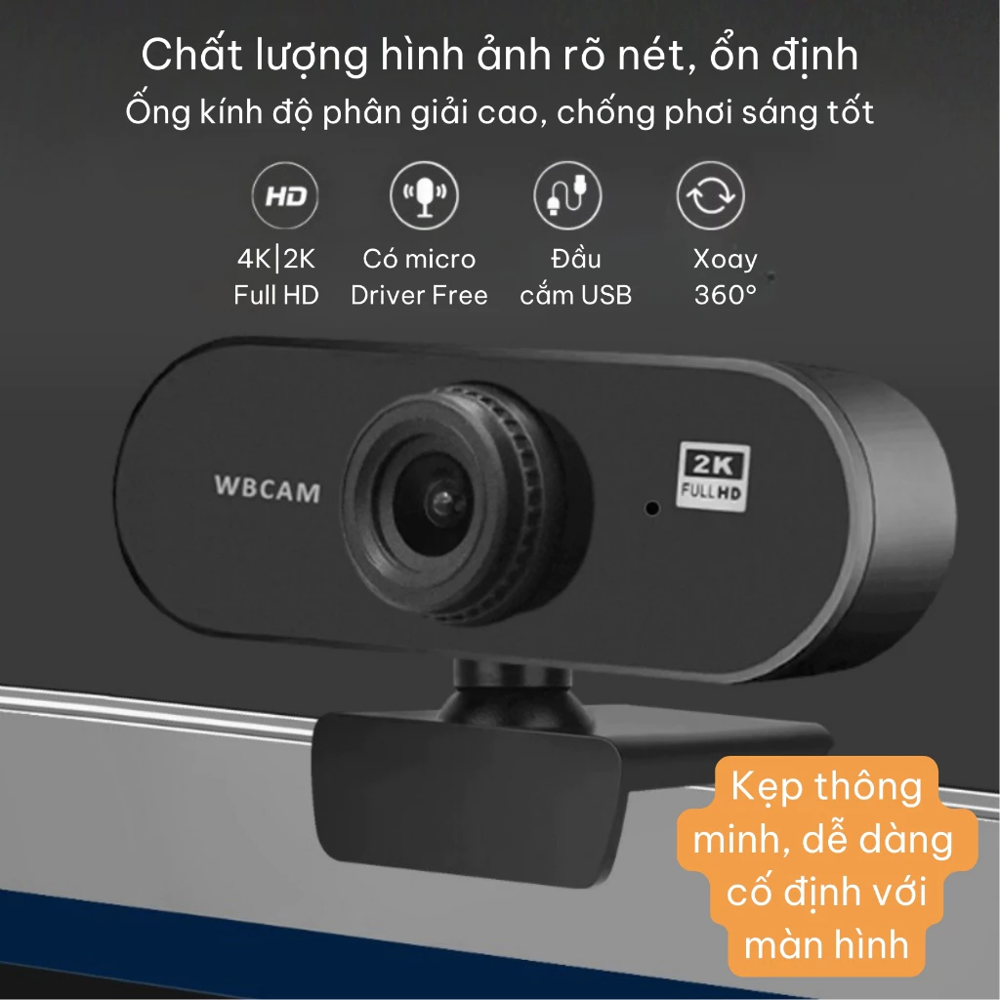 Chất lượng hình ảnh rõ nét, ổn định
Ống kính độ phân giải cao, chống phơi sáng tốt
HD
4K|2K
Full HD
Có micro
Driver Free
Đầu
cắm USB
Xoay
360°
WBCAM
2K
FULL HD
Kẹp thông
minh, dễ dàng
cố định với
màn hình